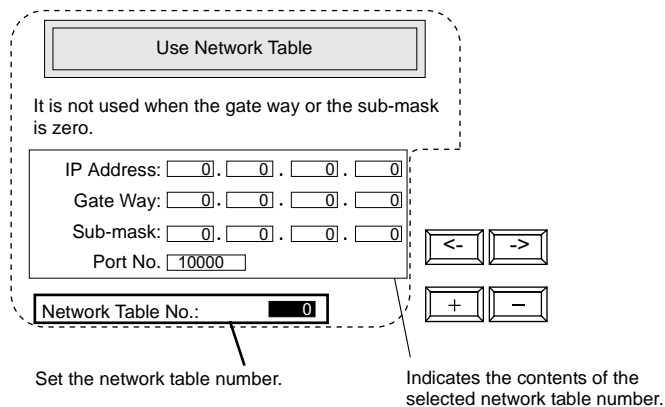 Use Network Table
It is not used when the gate way or the sub-mask
is zero.
IP Address: 0. 0. 0. 0
Gate Way: 0. 0. 0. 0
Sub-mask: 0. 0. 0. 0
Port No. 10000
<- ->
+ −
Network Table No.: 0
Set the network table number.
Indicates the contents of the
selected network table number.